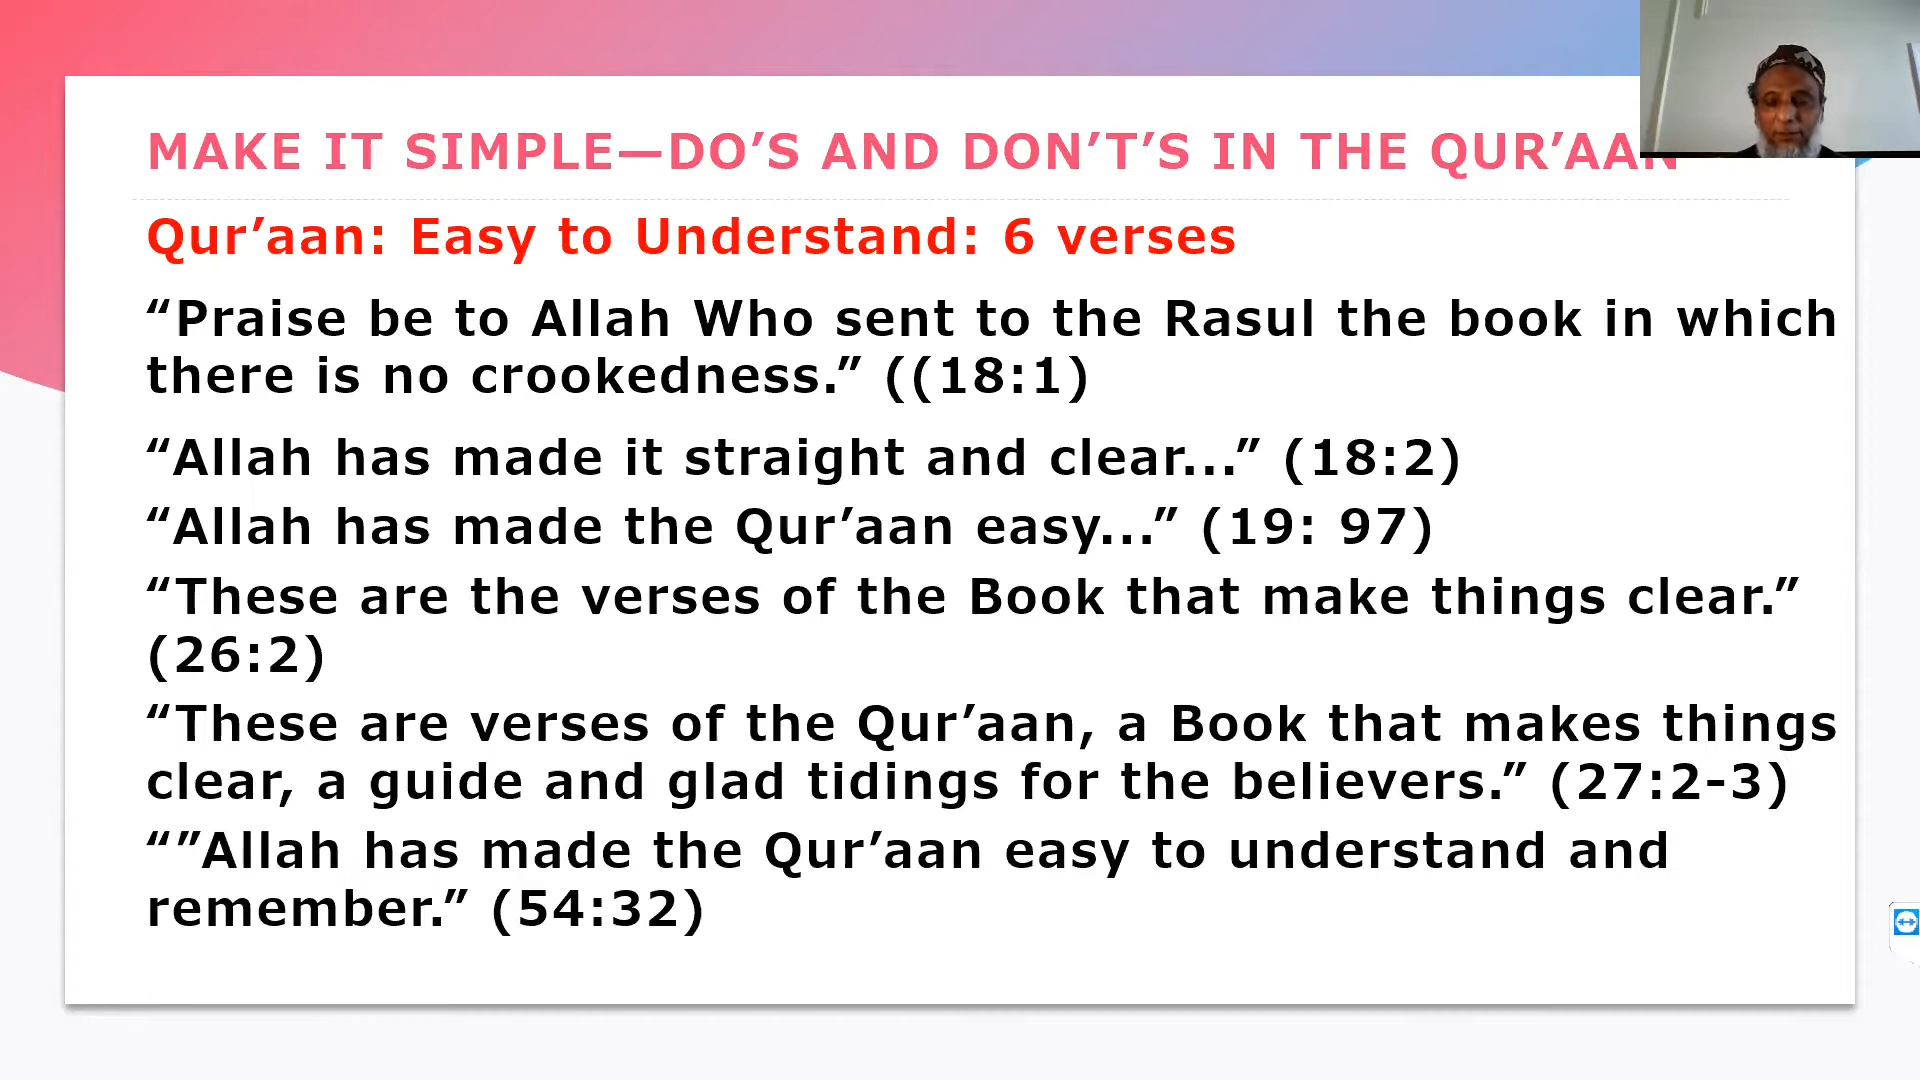 MAKE IT SIMPLE—DO’S AND DON’T’S IN THE QUR’AAN
Qur’aan: Easy to Understand: 6 verses
“Praise be to Allah Who sent to the Rasul the book in which
there is no crookedness.” ((18:1)
“Allah has made it straight and clear...” (18:2)
“Allah has made the Qur’aan easy...” (19: 97)
“These are the verses of the Book that make things clear.”
(26:2)
“These are verses of the Qur’aan, a Book that makes things
clear, a guide and glad tidings for the believers.” (27:2-3)
“”Allah has made the Qur’aan easy to understand and
remember.” (54:32)